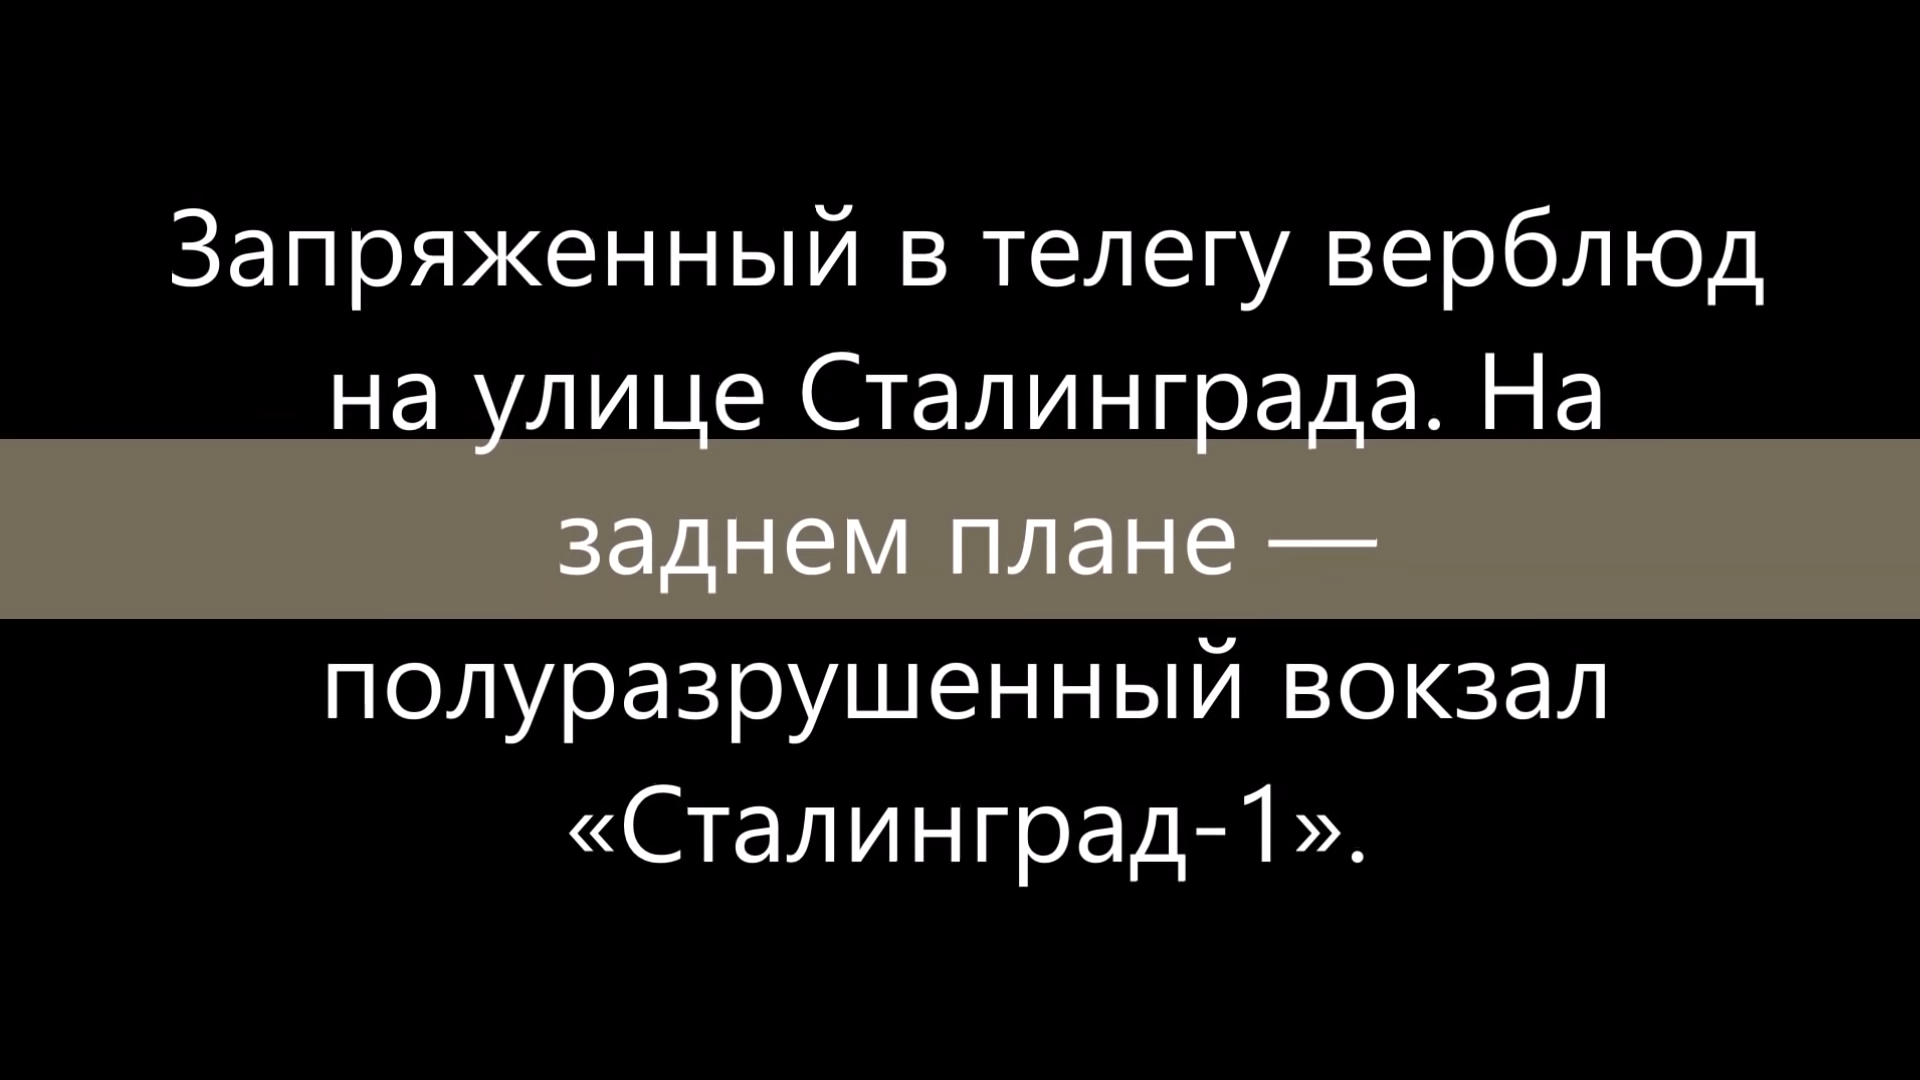 Запряженный в телегу верблюд
на улице Сталинграда. На
заднем плане —
полуразрушенный вокзал
«Сталинград-1».